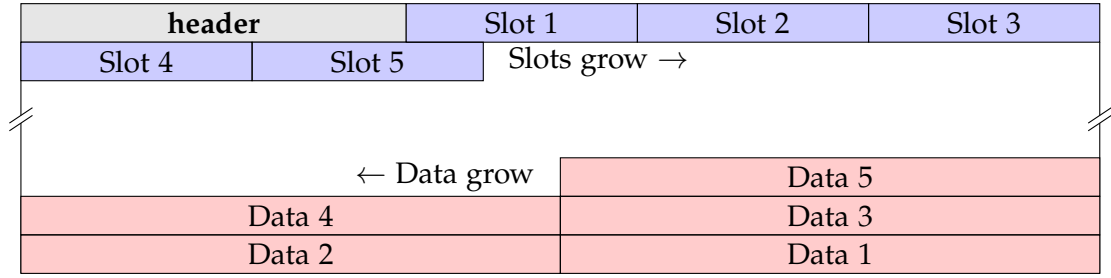 header Slot 1 Slot 2 Slot 3
Slot 4 Slot 5 Slots grow →
← Data grow Data 5
Data 4 Data 3
Data 2 Data 1